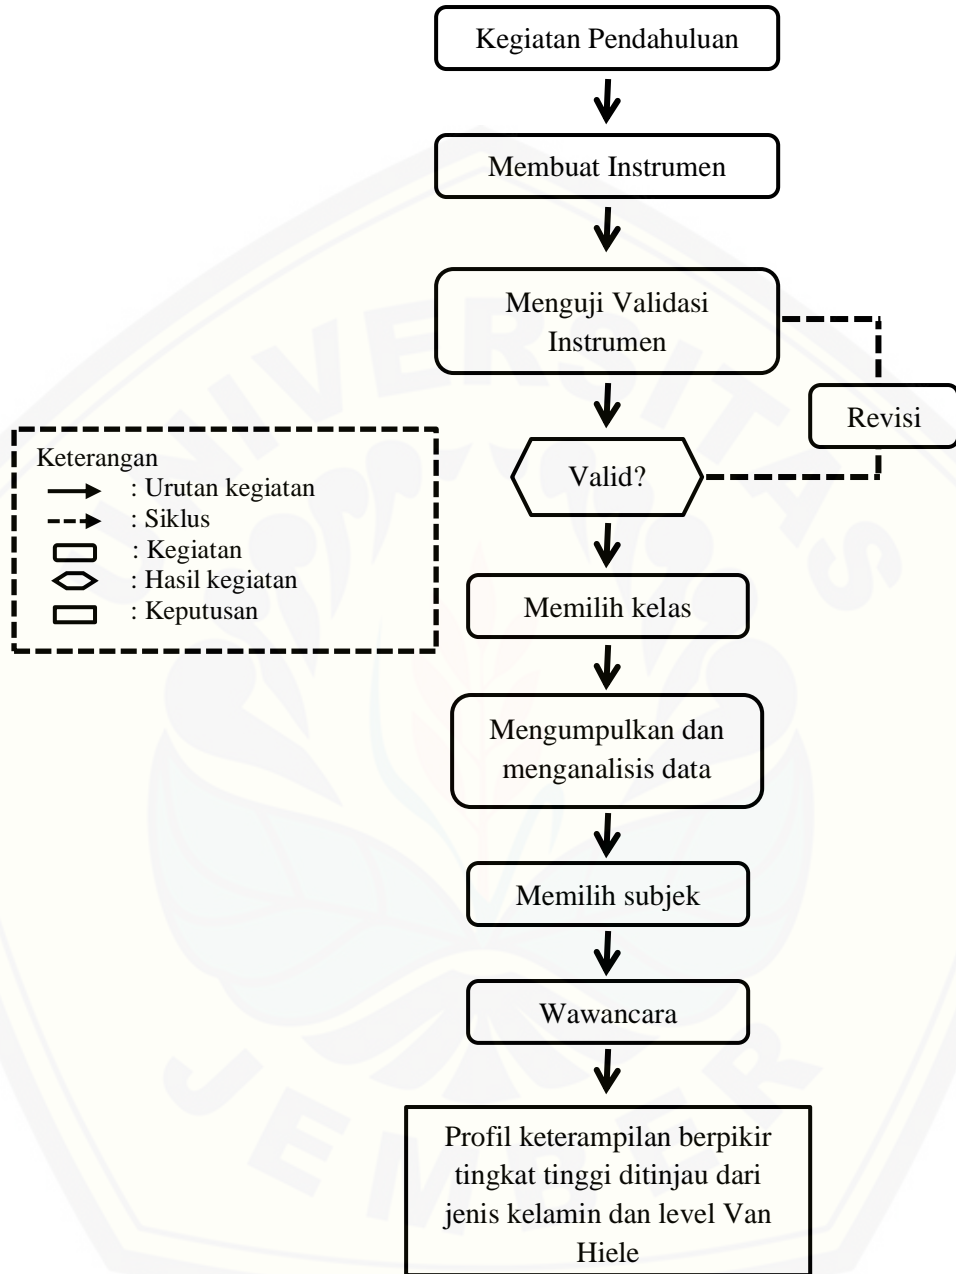 Kegiatan Pendahuluan
Membuat Instrumen
Menguji Validasi
Instrumen
Revisi
Valid?
Keterangan
: Urutan kegiatan
: Siklus
: Kegiatan
: Hasil kegiatan
: Keputusan
Memilih kelas
Mengumpulkan dan
menganalisis data
Memilih subjek
Wawancara
Profil keterampilan berpikir
tingkat tinggi ditinjau dari
jenis kelamin dan level Van
Hiele
UNIVERSITAS
JEMBER